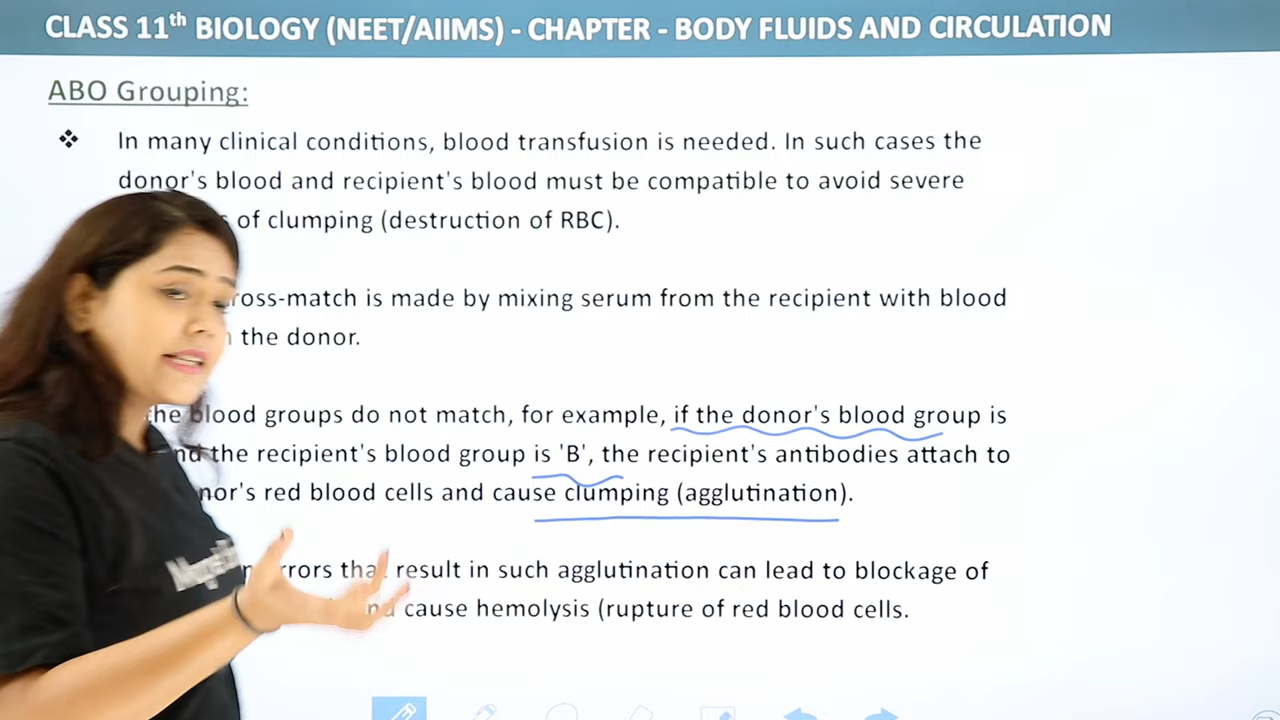 CLASS 11th BIOLOGY (NEET/AIIMS) - CHAPTER - BODY FLUIDS AND CIRCULATION
ABO Grouping:
In many clinical conditions, blood transfusion is needed. In such cases the
donor's blood and recipient's blood must be compatible to avoid severe
of clumping (destruction of RBC).
is made by mixing serum from the recipient with blood
the donor.
blood groups do not match, for example, if the donor's blood group is
the recipient's blood group is 'B', the recipient's antibodies attach to
red blood cells and cause clumping (agglutination).
result in such agglutination can lead to blockage of
cause hemolysis (rupture of red blood cells.